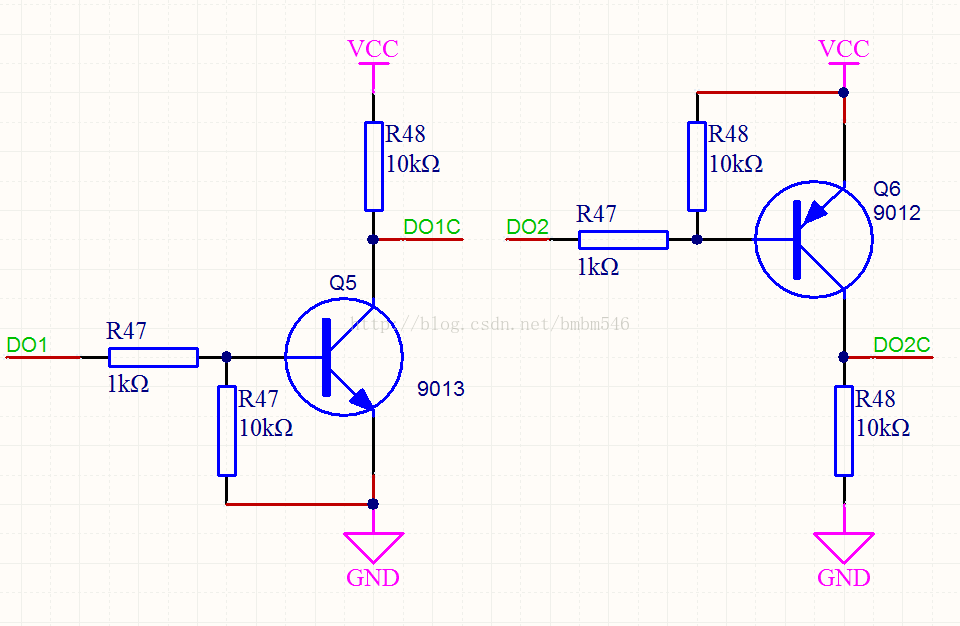 VCC
R48
10kΩ
DO1C
Q5
DO1
R47
1kΩ
9013
R47
10kΩ
GND
VCC
R48
10kΩ
DO2
R47
1kΩ
Q6
9012
DO2C
R48
10kΩ
GND
http://blog.csdn.net/bmbm546